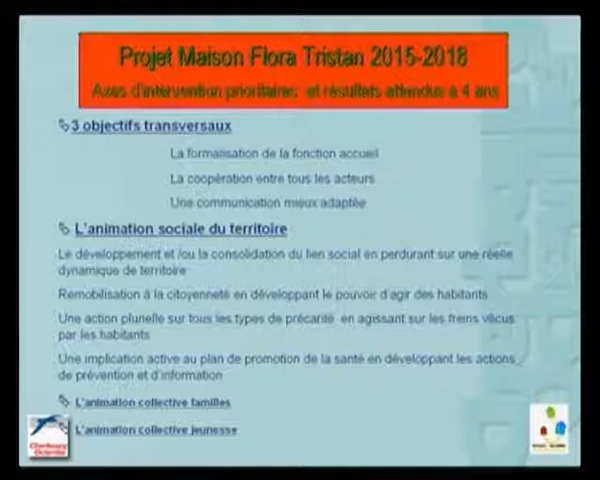 Projet Maison Flora Tristan 2015-2018
Axes d'intervention prioritaires et résultats attendus à 4 ans
3 objectifs transversaux
La formalisation de la fonction accueil
La coopération entre tous les acteurs
Une communication mieux adaptée
L'animation sociale du territoire
Le développement et /ou la consolidation du lien social en perdurant sur une réelle
dynamique de territoire
Remobilisation à la citoyenneté en développant le pouvoir d'agir des habitants
Une action plurielle sur tous les types de précarité en agissant sur les freins vécus
par les habitants
Une implication active au plan de promotion de la santé en développant les actions
de prévention et d'information
L'animation collective familles
L'animation collective jeunesse
Cherbourg
Octeville